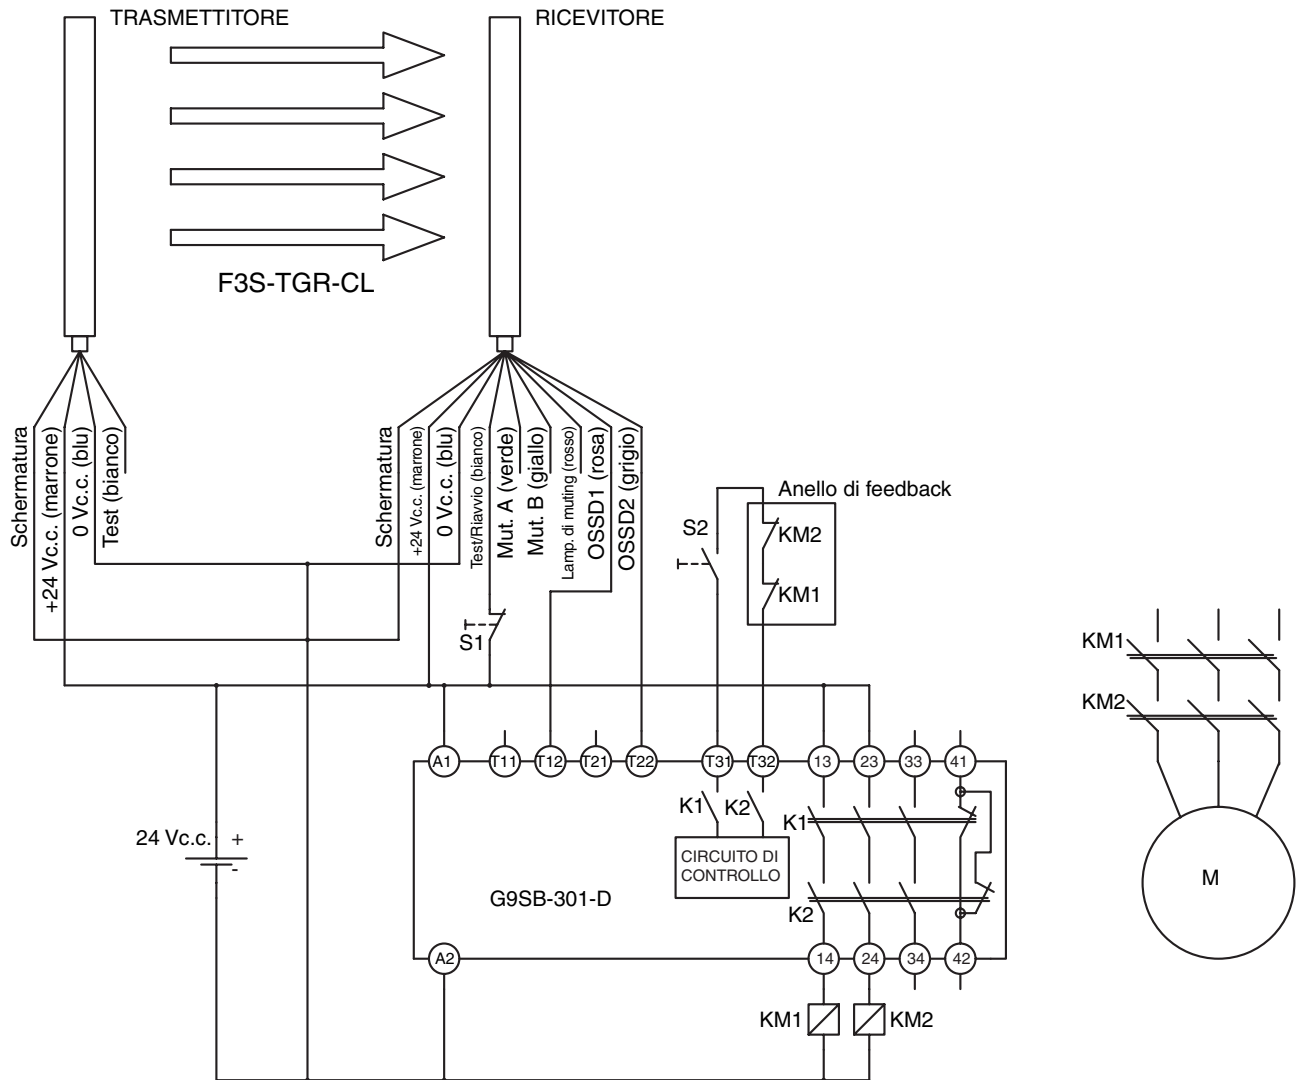 TRASMETTITORE
RICEVITORE
F3S-TGR-CL
Schermatura
+24 Vc.c. (marrone)
0 Vc.c. (blu)
Test (bianco)
Schermatura
+24 Vc.c. (marrone)
0 Vc.c. (blu)
Test/Riavvio (bianco)
Mut. A (verde)
Mut. B (giallo)
Lamp. di muting (rosso)
OSSD1 (rosa)
OSSD2 (grigio)
Anello di feedback
S2
KM2
KM1
S1
KM1
KM2
A1
T11
T12
T21
T22
T31
T32
13
23
33
41
K1
K2
K1
24 Vc.c.
+
-
CIRCUITO DI
CONTROLLO
G9SB-301-D
K2
M
A2
14
24
34
42
KM1
KM2